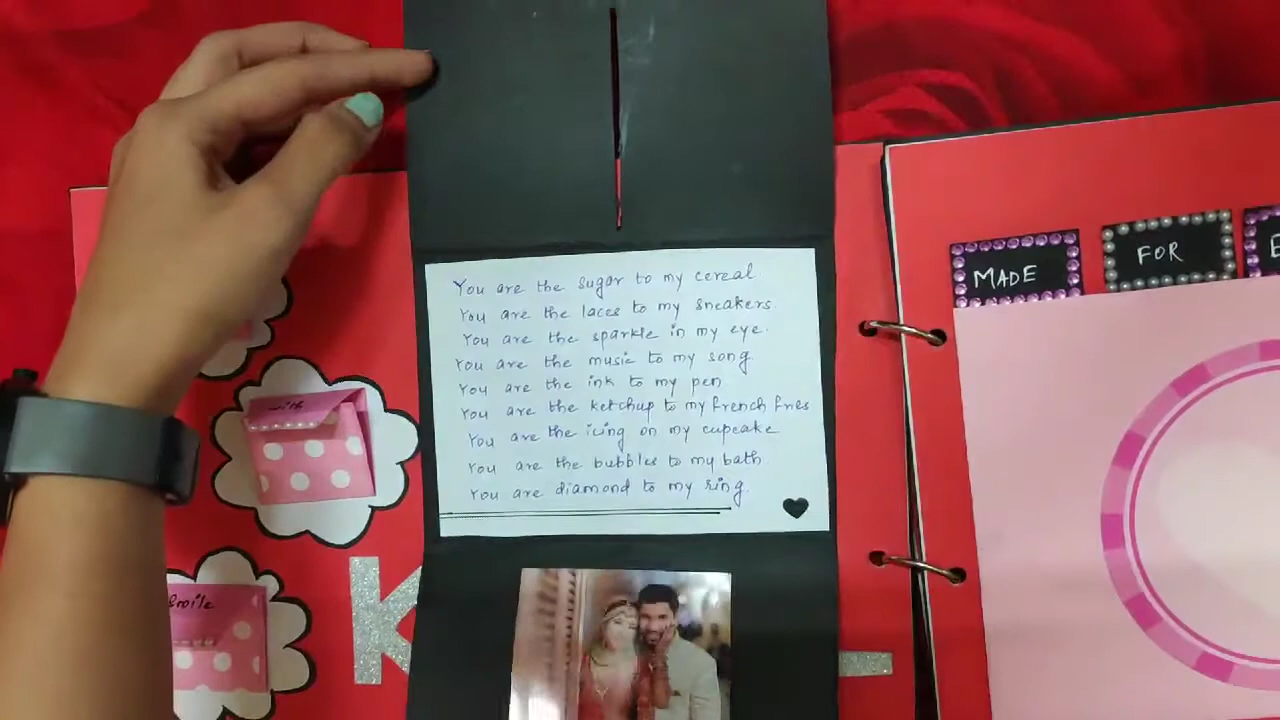 You are the sugar to my cereal
You are the laces to my sneakers.
You are the sparkle in my eye.
You are the music to my song
You are the ink to my pen
You are the ketchup to my french fries
You are the icing on my cupcake
You are the bubbles to my bath
You are diamond to my ring.
with
Smile
K
MADE
FOR
E